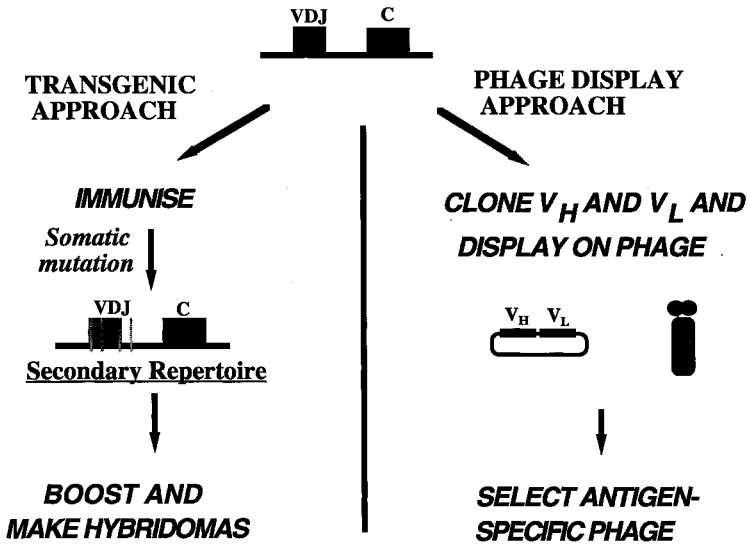 VDJ C
TRANSGENIC
APPROACH
IMMUNISE
Somatic
mutation
VDJ C
Secondary Repertoire
BOOST AND
MAKE HYBRIDOMAS
PHAGE DISPLAY
APPROACH
CLONE VH AND VL AND
DISPLAY ON PHAGE
VH VL
SELECT ANTIGEN-
SPECIFIC PHAGE